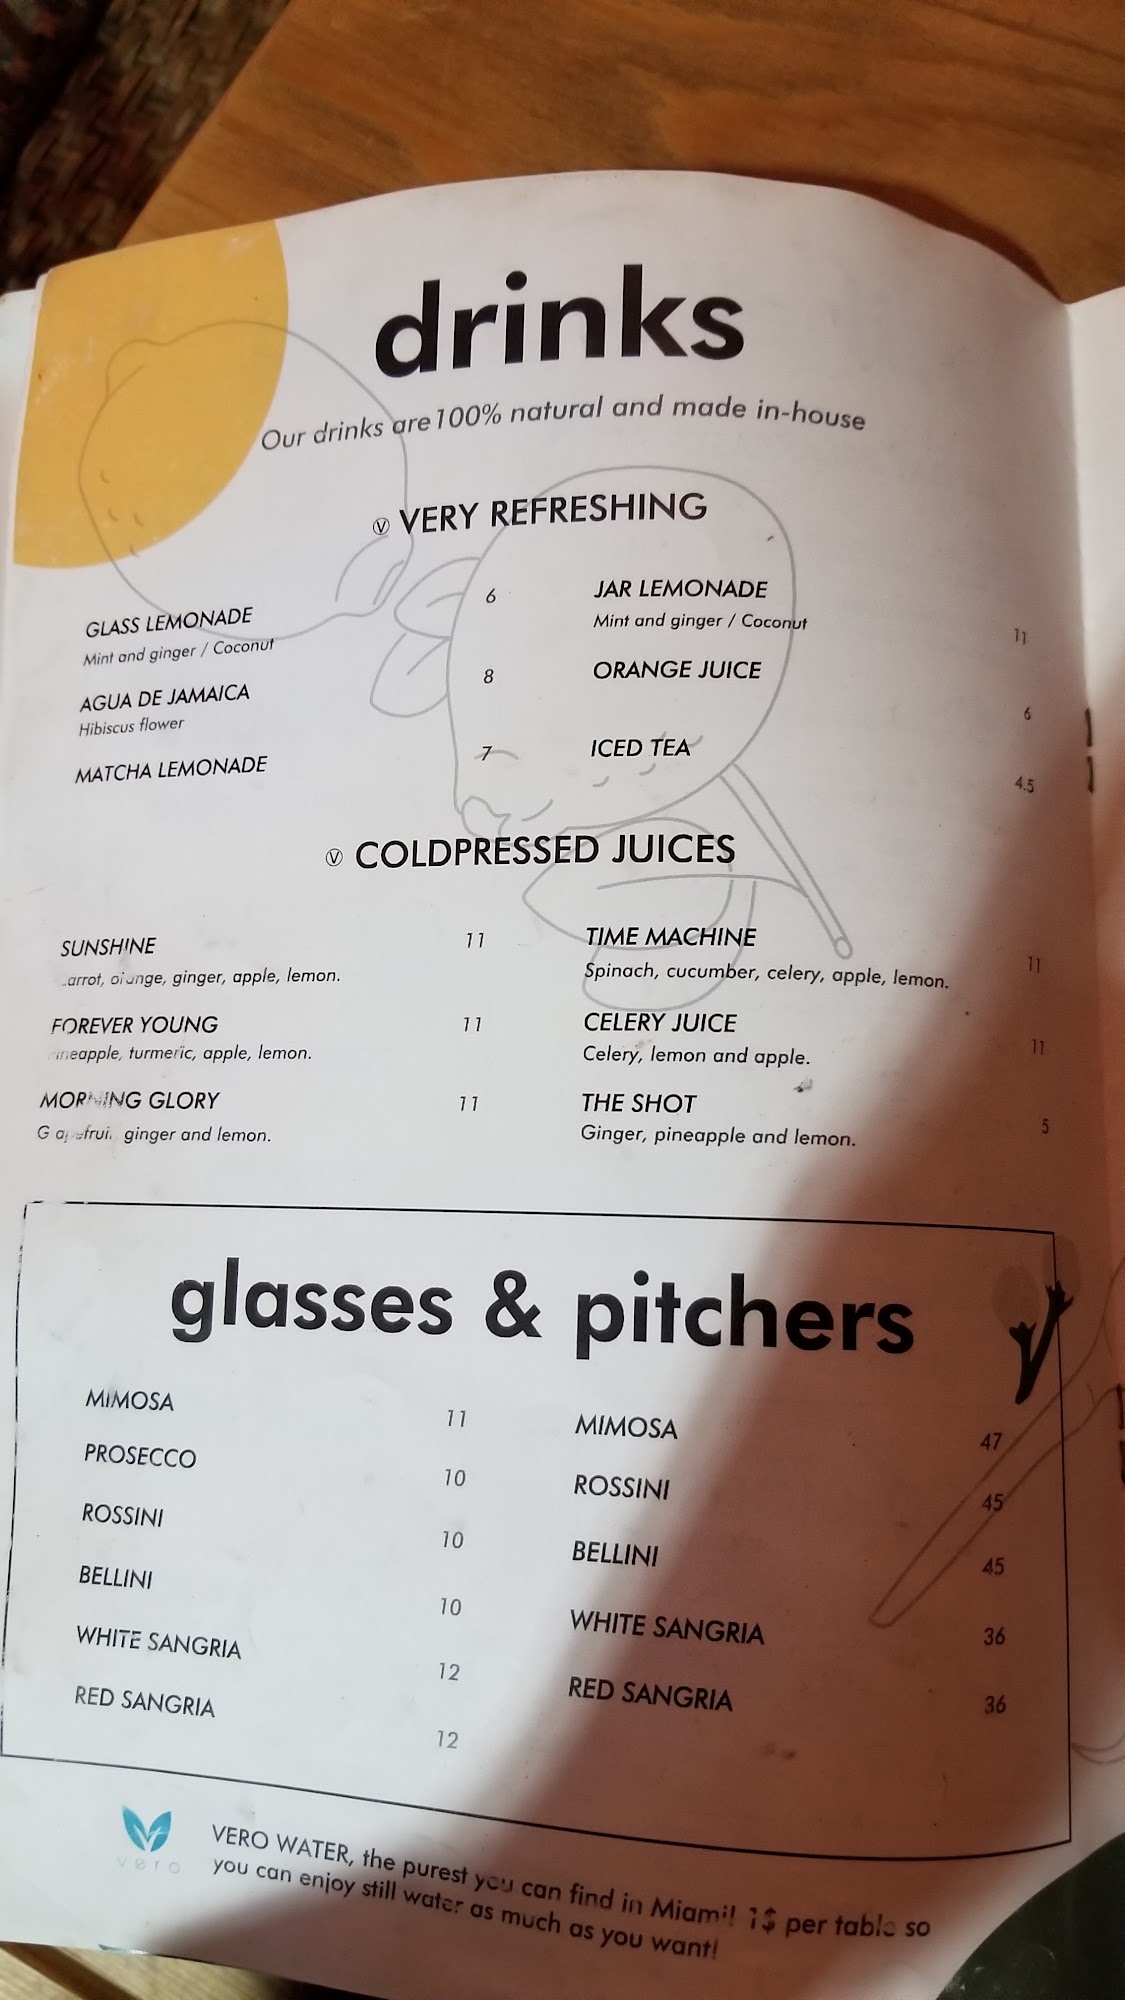 drinks
Our drinks are 100% natural and made in-house
Ⓥ VERY REFRESHING
GLASS LEMONADE 6
Mint and ginger / Coconut
AGUA DE JAMAICA 8
Hibiscus flower
MATCHA LEMONADE 7
JAR LEMONADE
Mint and ginger / Coconut 11
ORANGE JUICE 6
ICED TEA 4.5
Ⓥ COLDPRESSED JUICES
SUNSHINE 11
arrot, orange, ginger, apple, lemon.
FOREVER YOUNG 11
ineapple, turmeric, apple, lemon.
MORNING GLORY 11
ginger and lemon.
TIME MACHINE 11
Spinach, cucumber, celery, apple, lemon.
CELERY JUICE 11
Celery, lemon and apple.
THE SHOT 5
Ginger, pineapple and lemon.
glasses & pitchers
MIMOSA 11
PROSECCO 10
ROSSINI 10
BELLINI 10
WHITE SANGRIA 12
RED SANGRIA 12
MIMOSA 47
ROSSINI 45
BELLINI 45
WHITE SANGRIA 36
RED SANGRIA 36
vero
VERO WATER, the purest you can find in Miami! 1$ per table so
you can enjoy still water as much as you want!